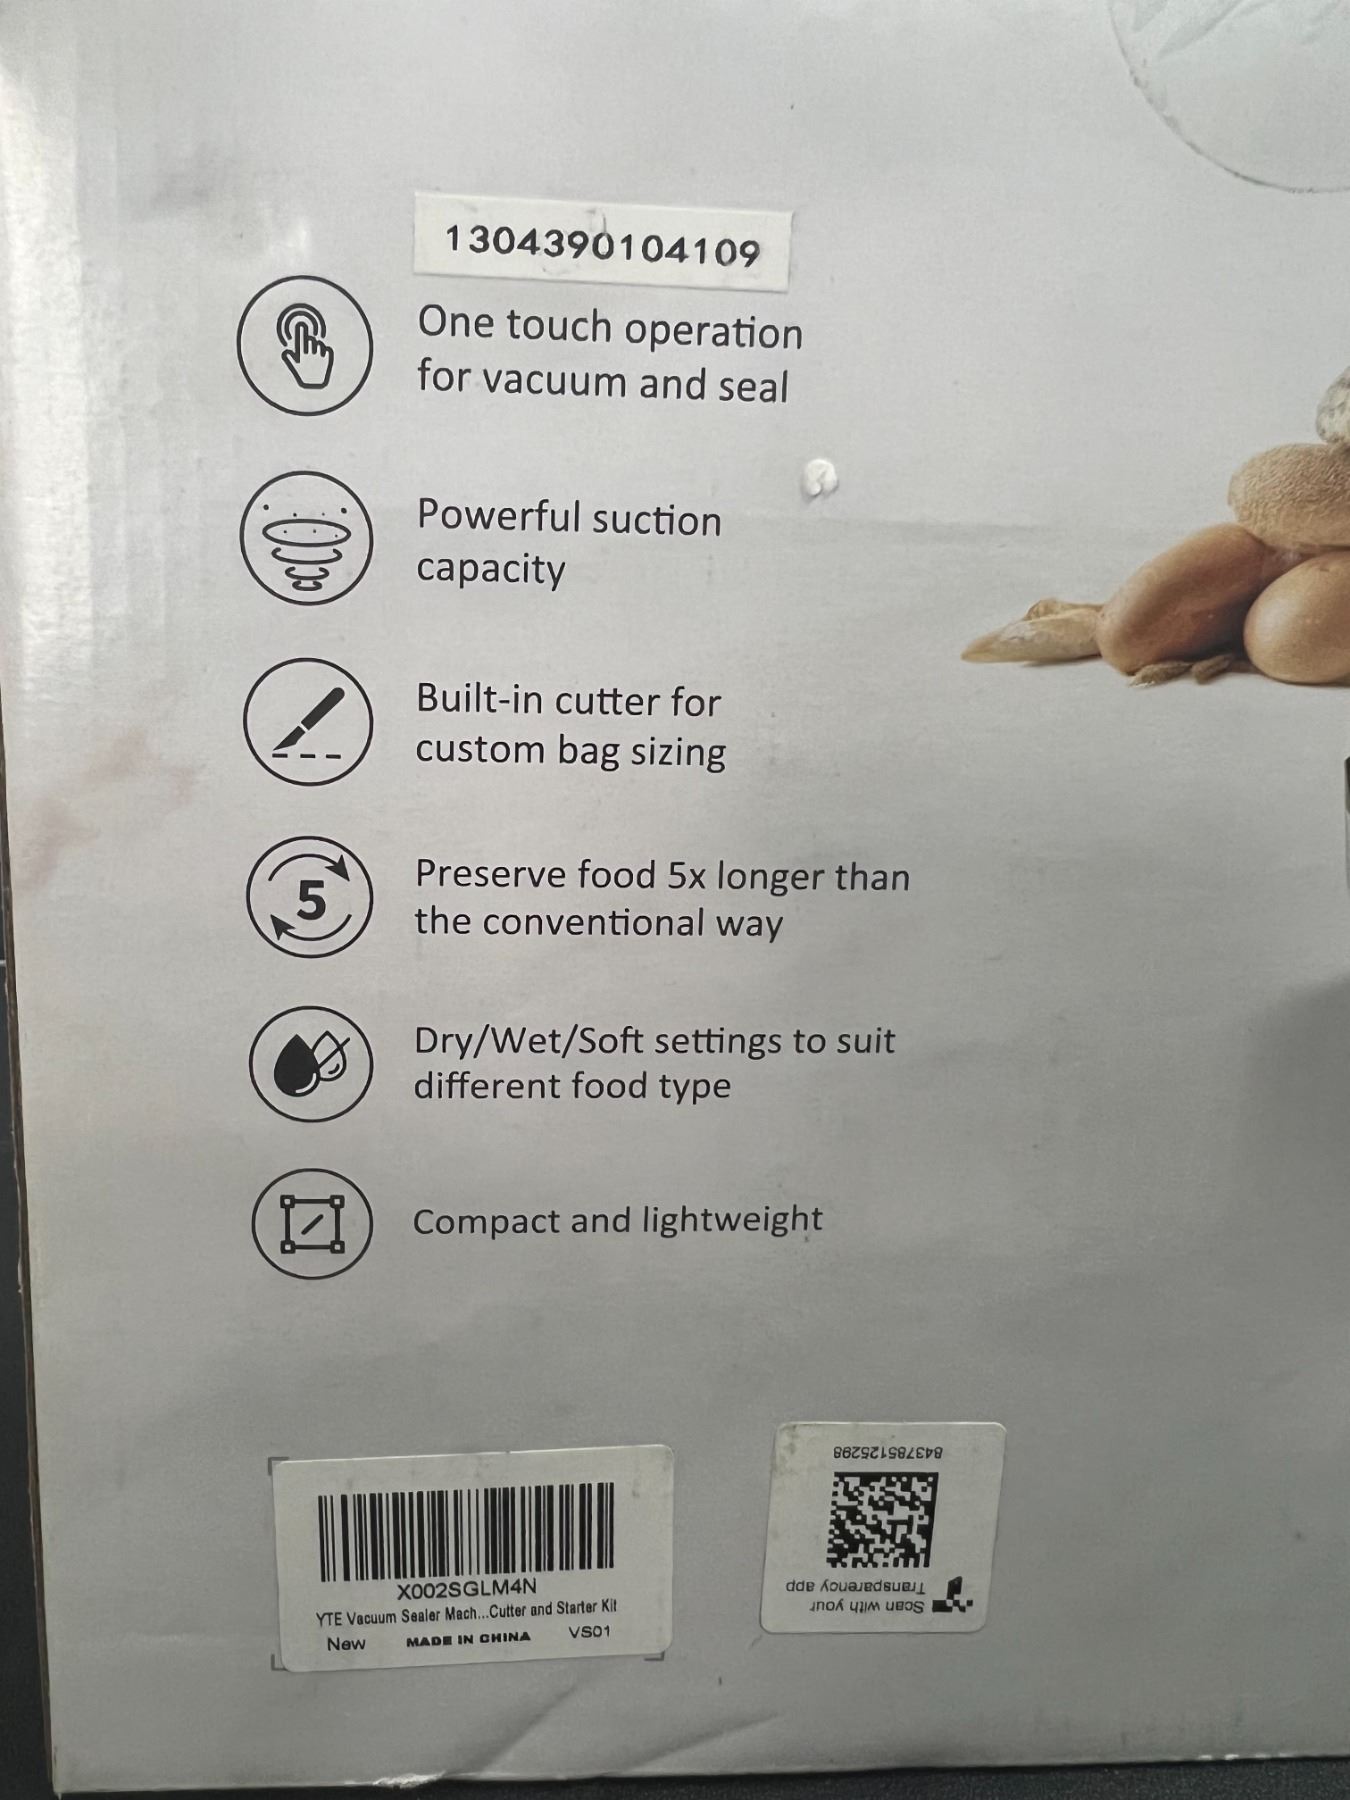 1304390104109
One touch operation
for vacuum and seal
Powerful suction
capacity
Built-in cutter for
custom bag sizing
5
Preserve food 5x longer than
the conventional way
Dry/Wet/Soft settings to suit
different food type
Compact and lightweight
X002SGLM4N
YTE Vacuum Sealer Mach...Cutter and Starter Kit
New MADE IN CHINA VS01
843785125298
Scan with your
Transparency app